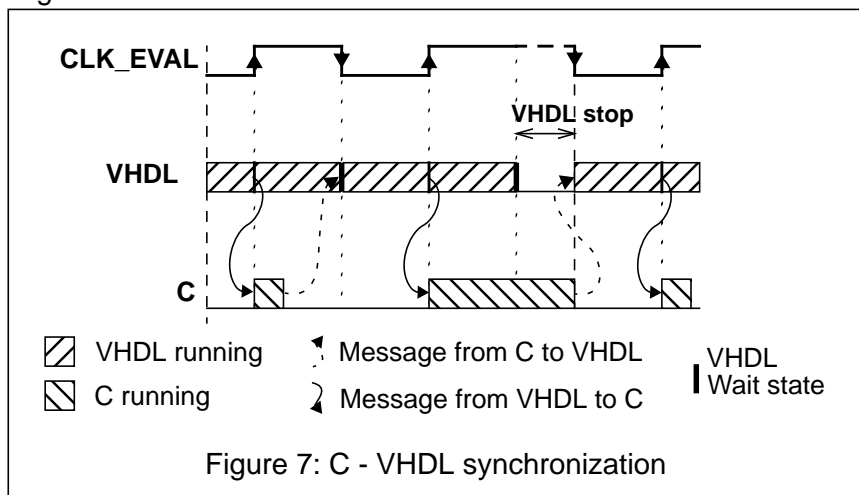 CLK_EVAL
VHDL stop
VHDL
C
VHDL running
Message from C to VHDL
VHDL
Wait state
C running
Message from VHDL to C
Figure 7: C - VHDL synchronization